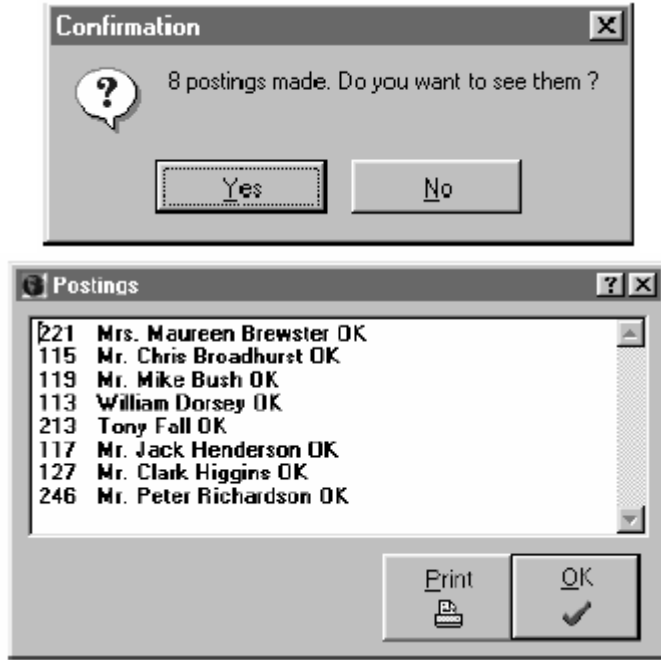 Confirmation
8 postings made. Do you want to see them ?
Yes No
Postings
221 Mrs. Maureen Brewster OK
115 Mr. Chris Broadhurst OK
119 Mr. Mike Bush OK
113 William Dorsey OK
213 Tony Fall OK
117 Mr. Jack Henderson OK
127 Mr. Clark Higgins OK
246 Mr. Peter Richardson OK
Print OK